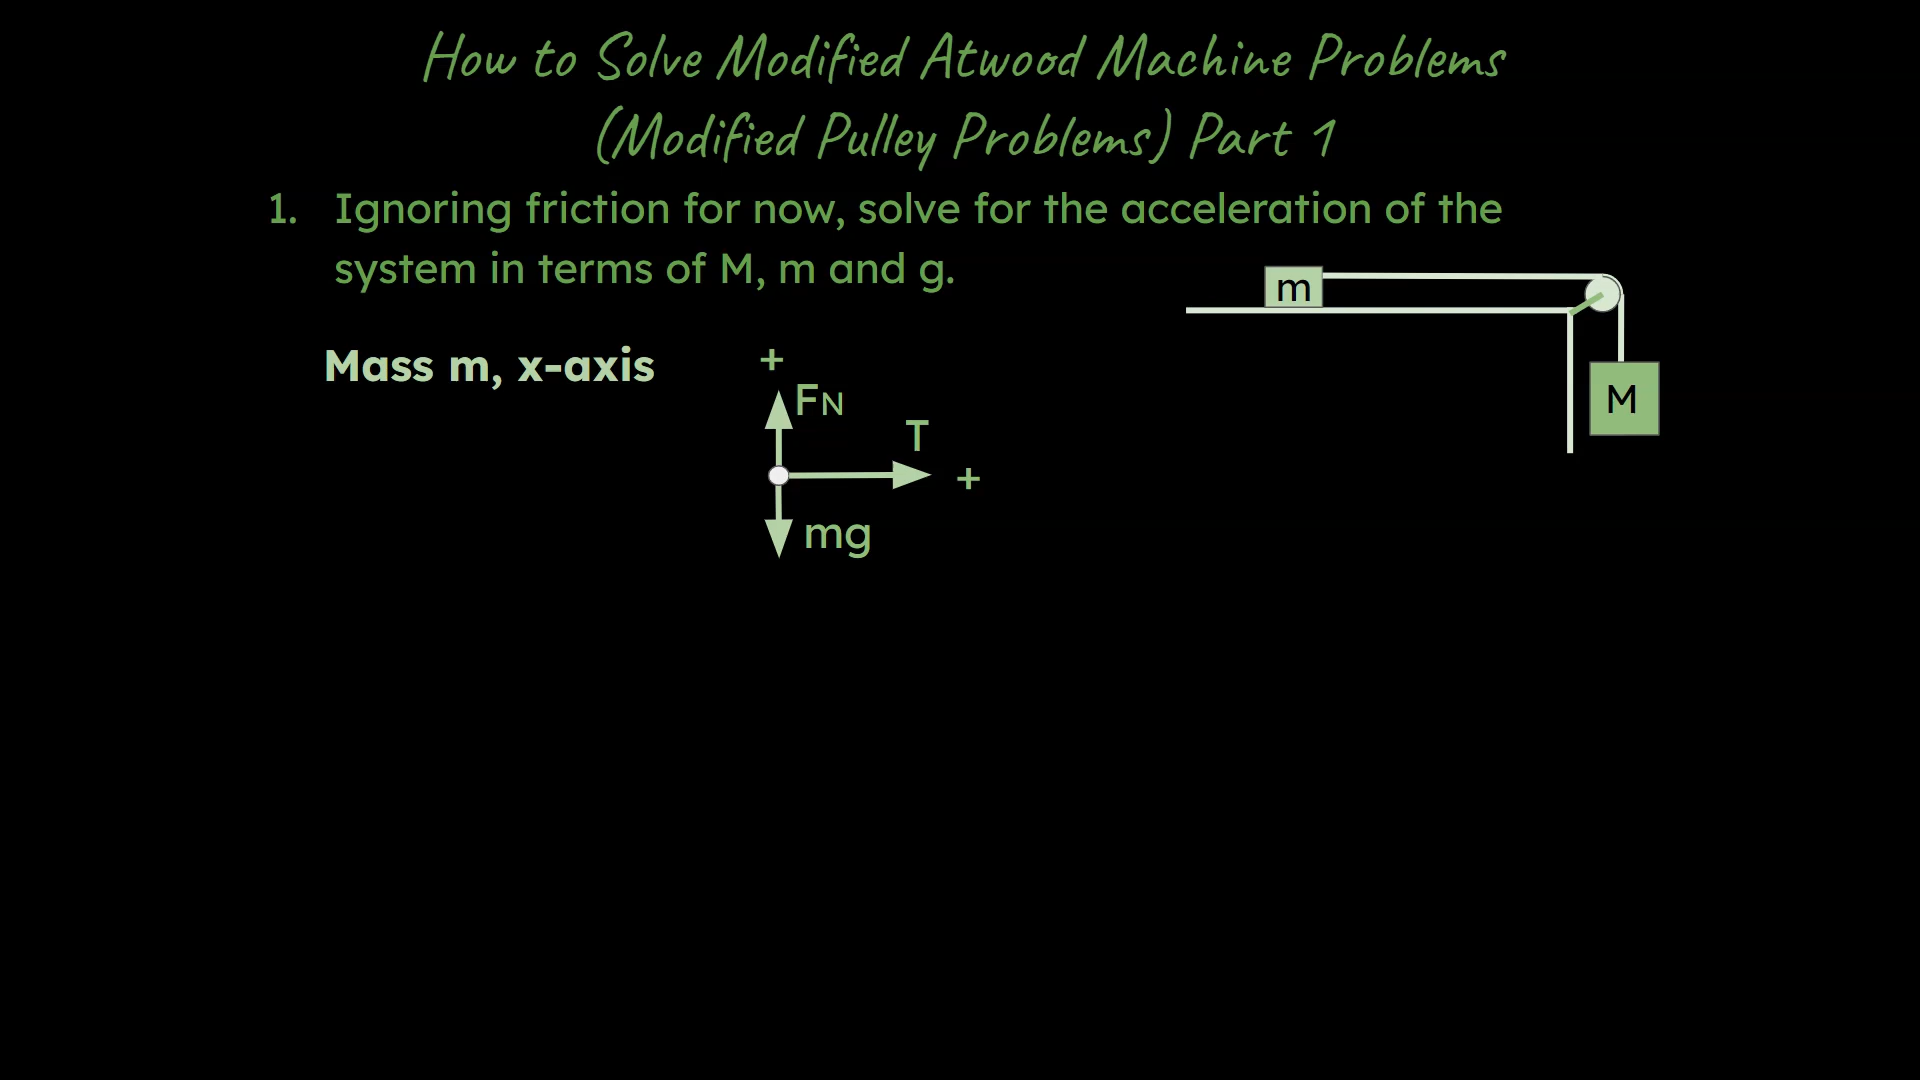 How to Solve Modified Atwood Machine Problems
(Modified Pulley Problems) Part 1
1. Ignoring friction for now, solve for the acceleration of the
system in terms of M, m and g.
m
M
Mass m, x-axis
+
FN
T
+
mg